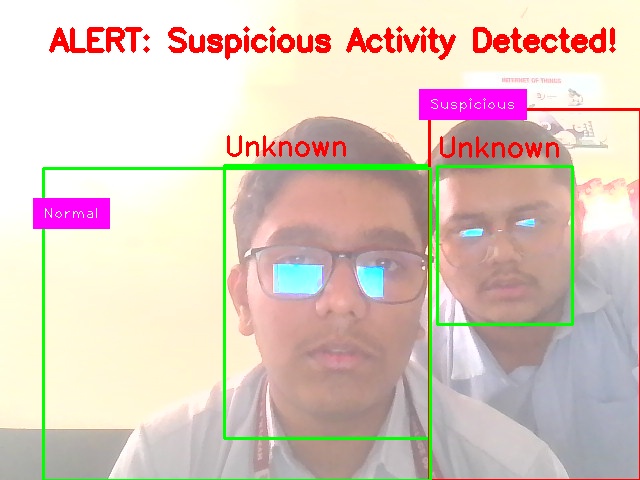 ALERT: Suspicious Activity Detected!
INTERNET OF THINGS
Suspicious
Unknown
Unknown
Normal